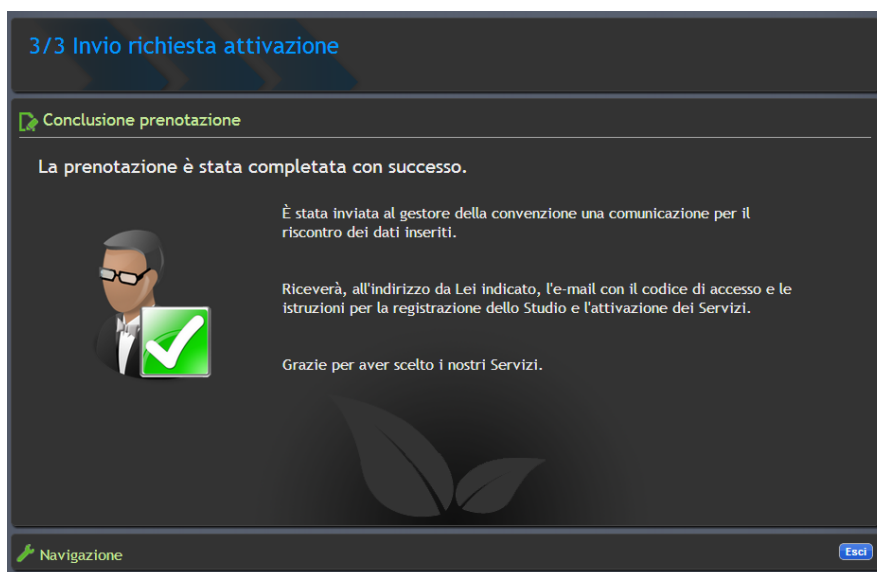 3/3 Invio richiesta attivazione
Conclusione prenotazione
La prenotazione è stata completata con successo.
È stata inviata al gestore della convenzione una comunicazione per il
riscontro dei dati inseriti.
Riceverà, all'indirizzo da Lei indicato, l'e-mail con il codice di accesso e le
istruzioni per la registrazione dello Studio e l'attivazione dei Servizi.
Grazie per aver scelto i nostri Servizi.
Navigazione
Esci